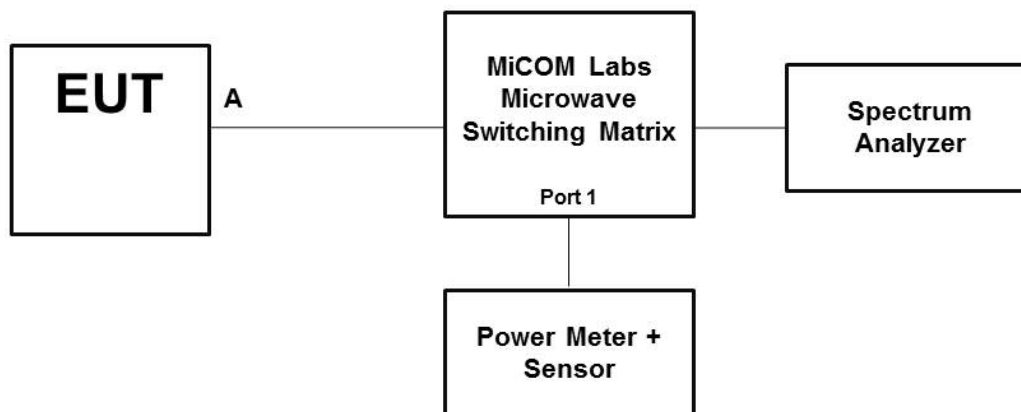 EUT
A
MiCOM Labs
Microwave
Switching Matrix
Port 1
Spectrum
Analyzer
Power Meter +
Sensor